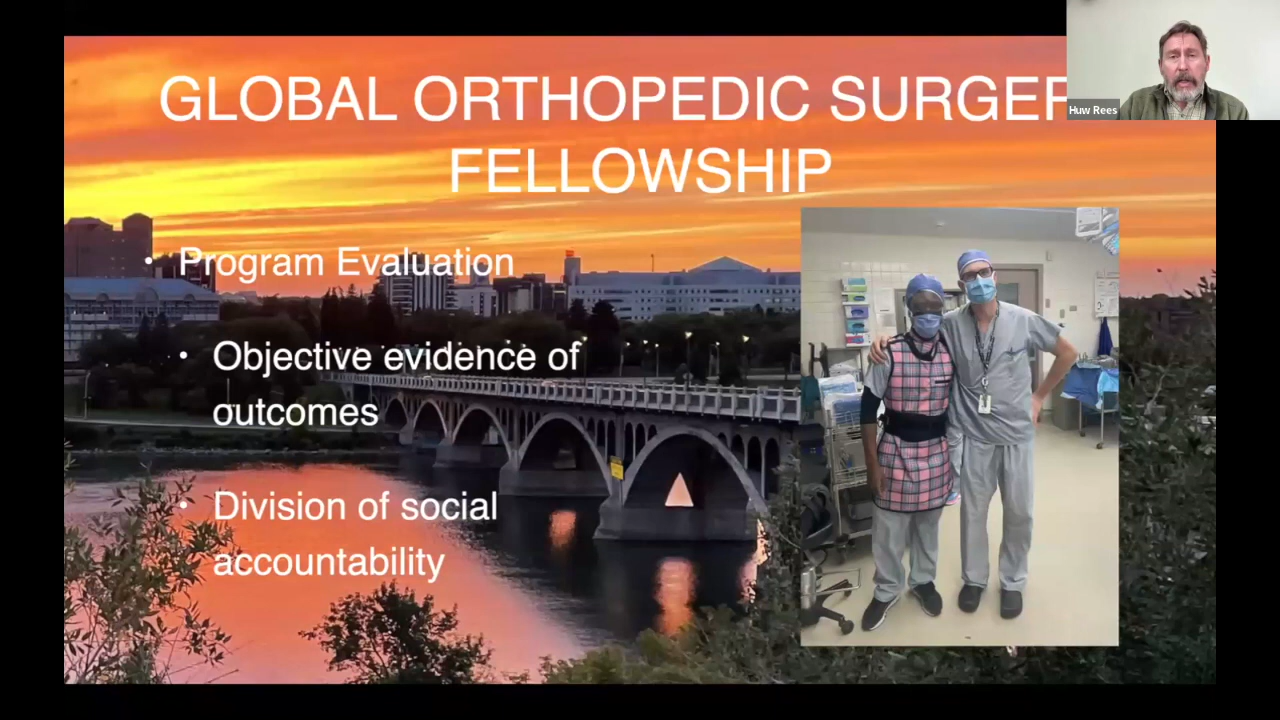 GLOBAL ORTHOPEDIC SURGER
FELLOWSHIP
Huw Rees
• Program Evaluation
• Objective evidence of
outcomes
• Division of social
accountability